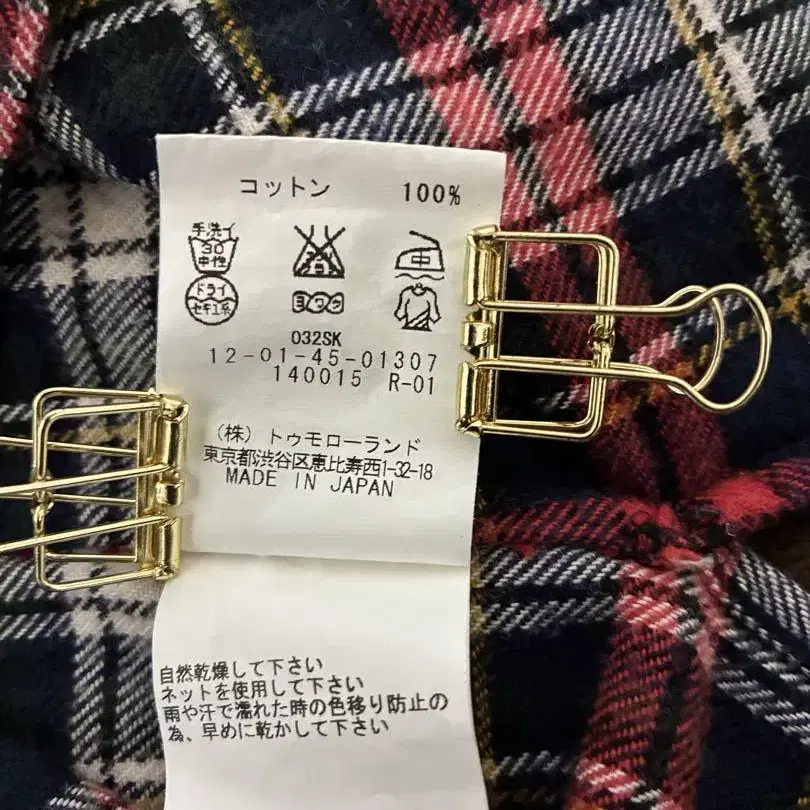 コットン 100%
手洗イ
30
中性
中
ドライ
セキユ系
ヨワク
032SK
12-01-45-01307
140015 R-01
(株) トゥモローランド
東京都渋谷区恵比寿西1-32-18
MADE IN JAPAN
自然乾燥して下さい
ネットを使用して下さい
雨や汗で濡れた時の色移り防止の
為、早めに乾かして下さい